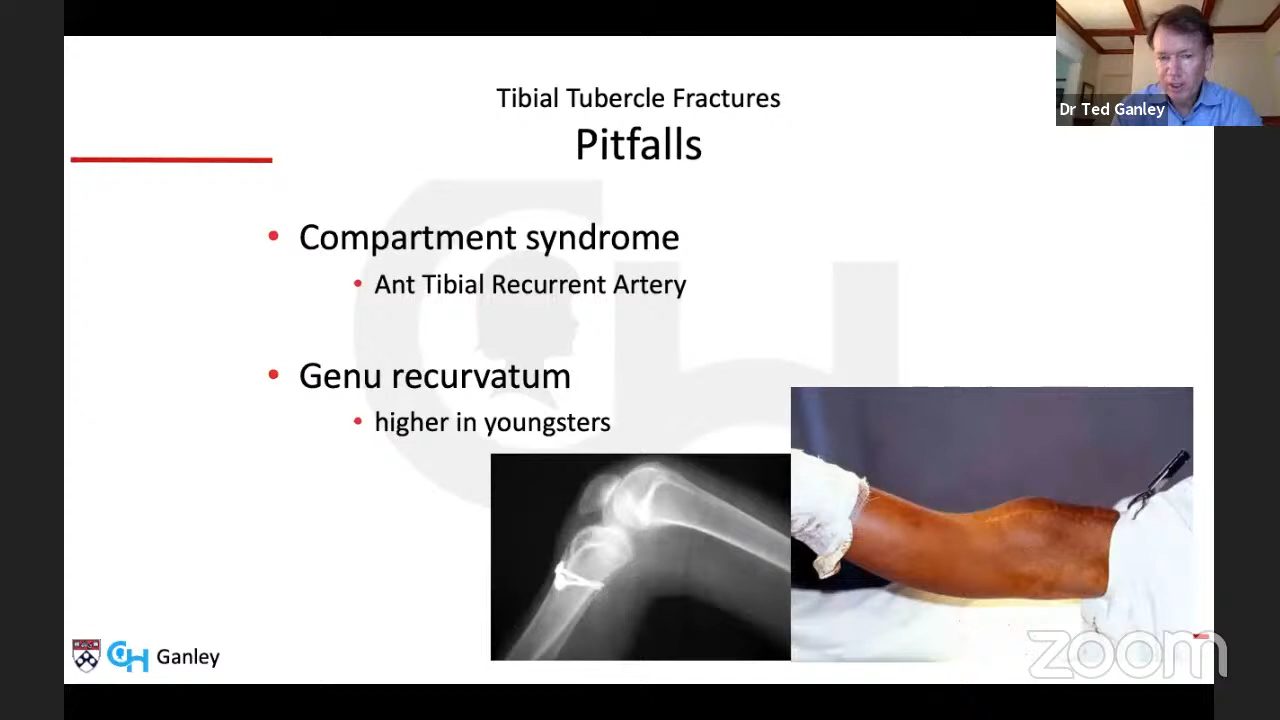 Dr Ted Ganley
Tibial Tubercle Fractures
Pitfalls
• Compartment syndrome
• Ant Tibial Recurrent Artery
• Genu recurvatum
• higher in youngsters
CH Ganley
zoom